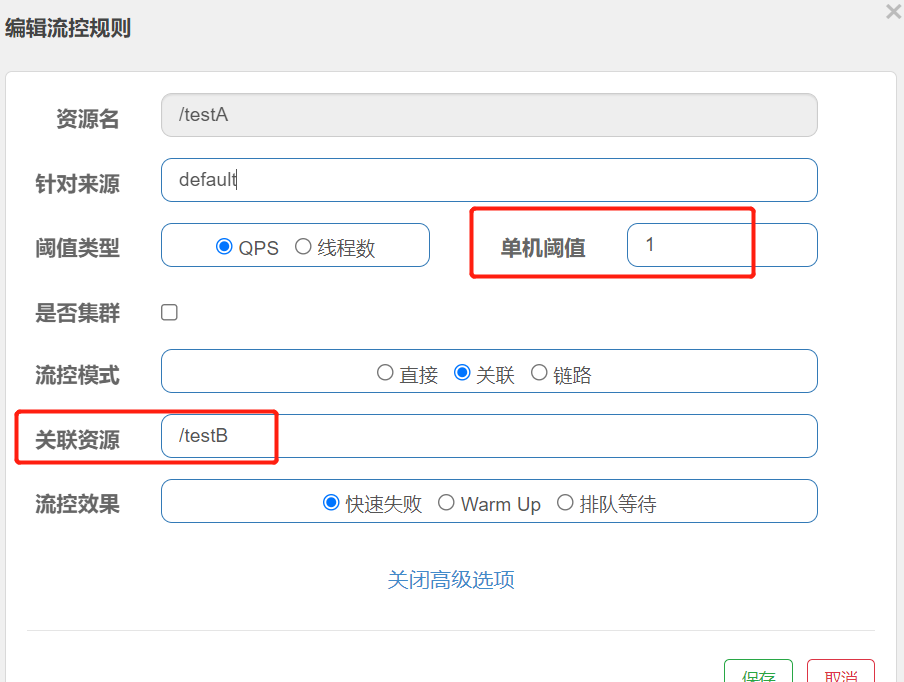 编辑流控规则
资源名 /testA
针对来源 default
阈值类型 QPS 线程数 单机阈值 1
是否集群
流控模式 直接 关联 链路
关联资源 /testB
流控效果 快速失败 Warm Up 排队等待
关闭高级选项
保存 取消